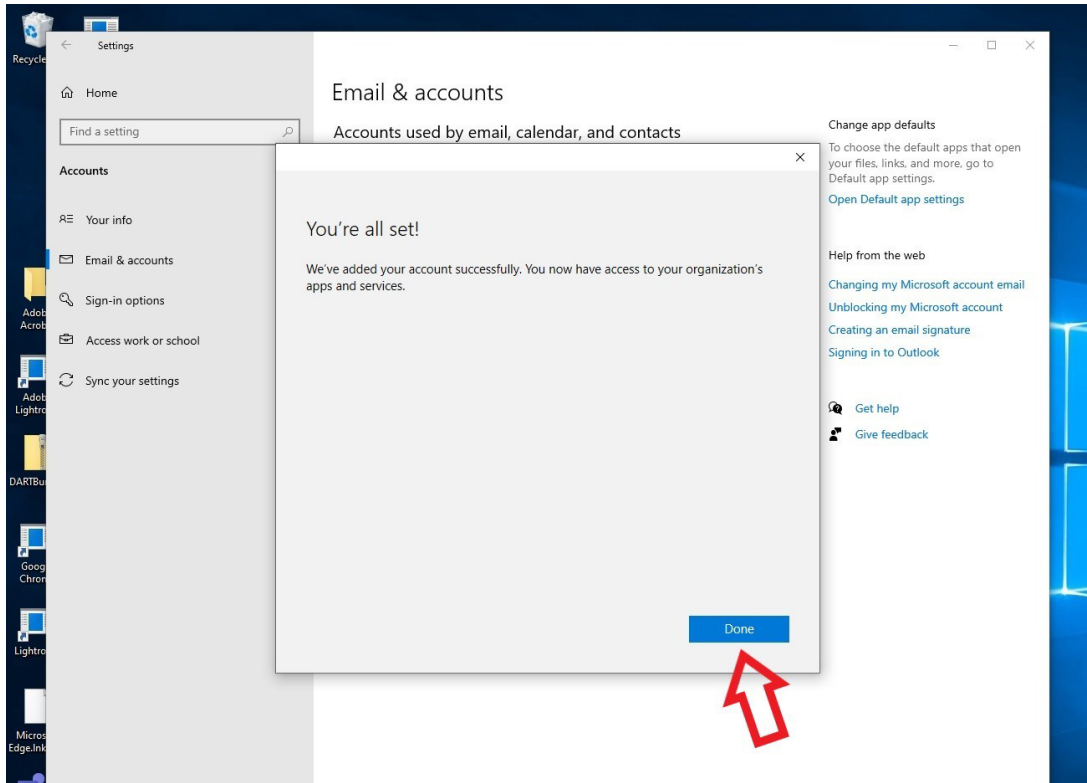 Recycle
Settings
Home
Find a setting
Accounts
Your info
Email & accounts
Sign-in options
Access work or school
Sync your settings
Email & accounts
Accounts used by email, calendar, and contacts
You're all set!
We've added your account successfully. You now have access to your organization's
apps and services.
Done
Change app defaults
To choose the default apps that open
your files, links, and more, go to
Default app settings.
Open Default app settings
Help from the web
Changing my Microsoft account email
Unblocking my Microsoft account
Creating an email signature
Signing in to Outlook
Get help
Give feedback
Adob
Acrob
Adob
Lightro
DARTBu
Goog
Chron
Lightro
Micros
Edge.lnk